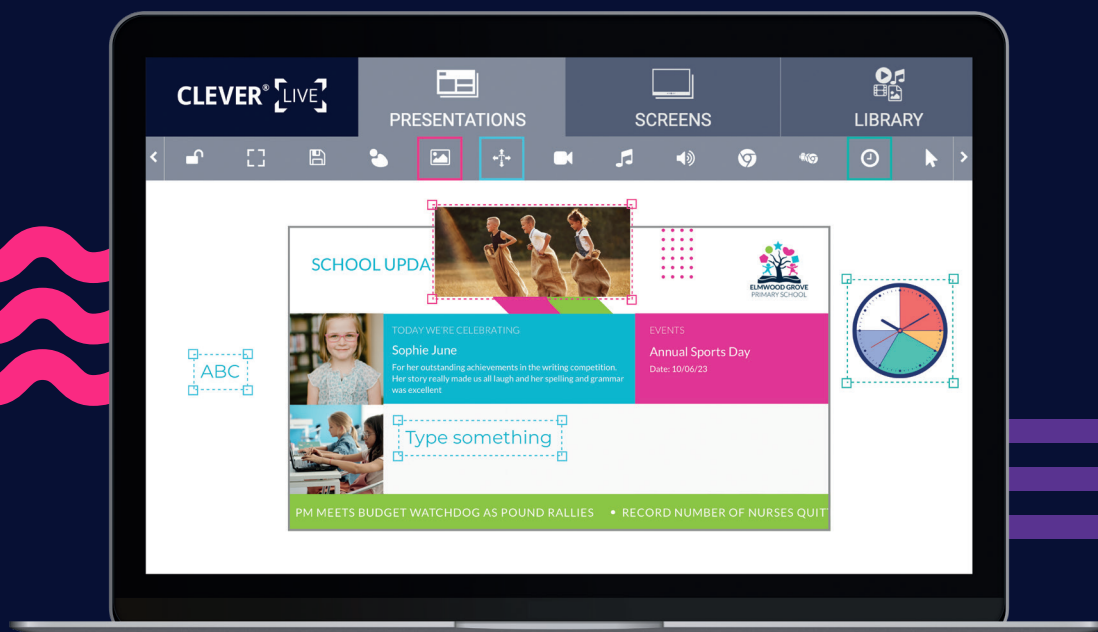 CLEVER® [LIVE]
PRESENTATIONS
SCREENS
LIBRARY
SCHOOL UPDA
ELMWOOD GROVE
PRIMARY SCHOOL
TODAY WE'RE CELEBRATING
Sophie June
For her outstanding achievements in the writing competition.
Her story really made us all laugh and her spelling and grammar
was excellent
EVENTS
Annual Sports Day
Date: 10/06/23
ABC
Type something
PM MEETS BUDGET WATCHDOG AS POUND RALLIES • RECORD NUMBER OF NURSES QUIT